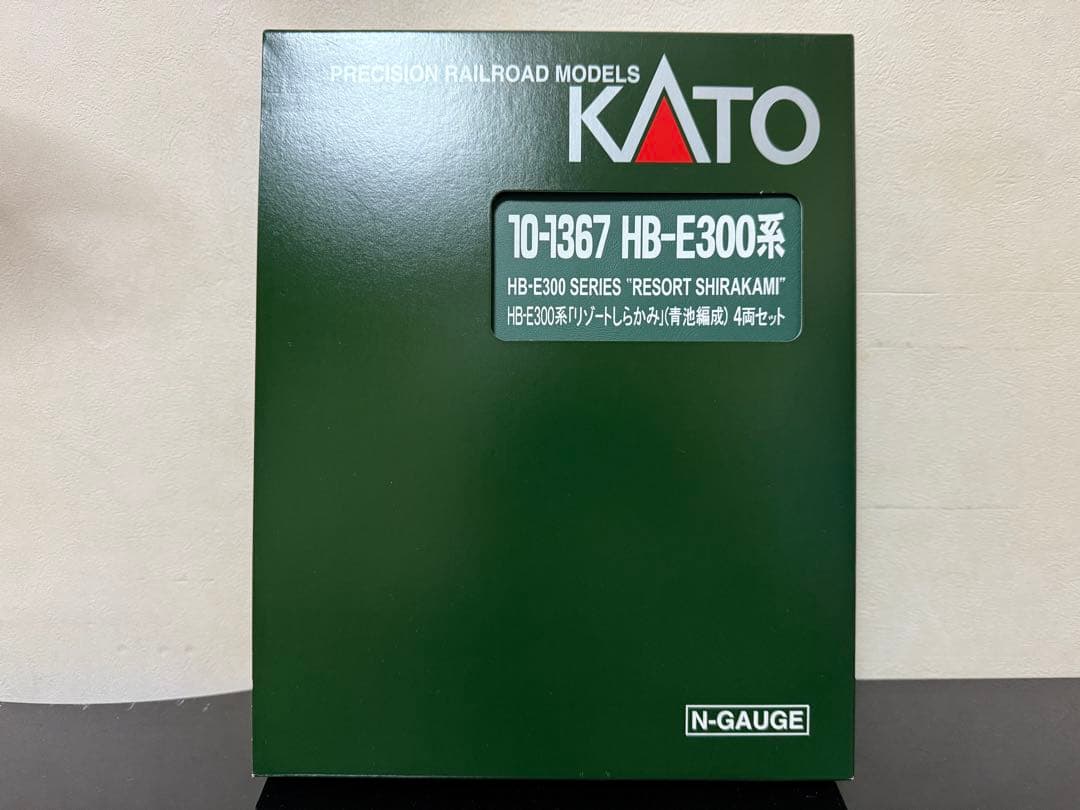 PRECISION RAILROAD MODELS
KATO
10-1367 HB-E300系
HB-E300 SERIES "RESORT SHIRAKAMI"
HB-E300系「リゾートしらかみ」(青池編成) 4両セット
N-GAUGE